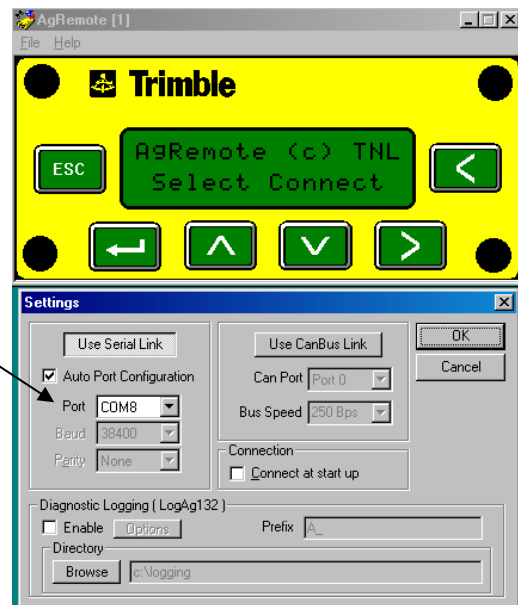 AgRemote [1]
File Help
Trimble
ESC
AgRemote (c) TNL
Select Connect
Settings
Use Serial Link
Use CanBus Link
OK
Cancel
Auto Port Configuration
Can Port Port 0
Port COM8
Bus Speed 250 Bps
Baud 38400
Parity None
Connection
Connect at start up
Diagnostic Logging ( LogAg132 )
Enable Options Prefix A_
Directory
Browse c:\logging